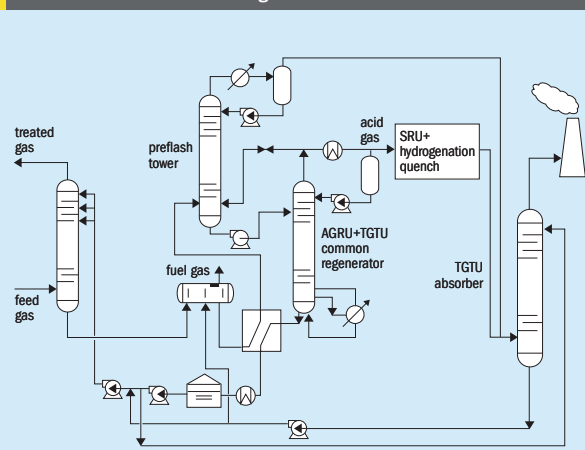 treated
gas
preflash
tower
acid
gas
SRU+
hydrogenation
quench
AGRU+TGTU
common
regenerator
fuel gas
TGTU
absorber
feed
gas